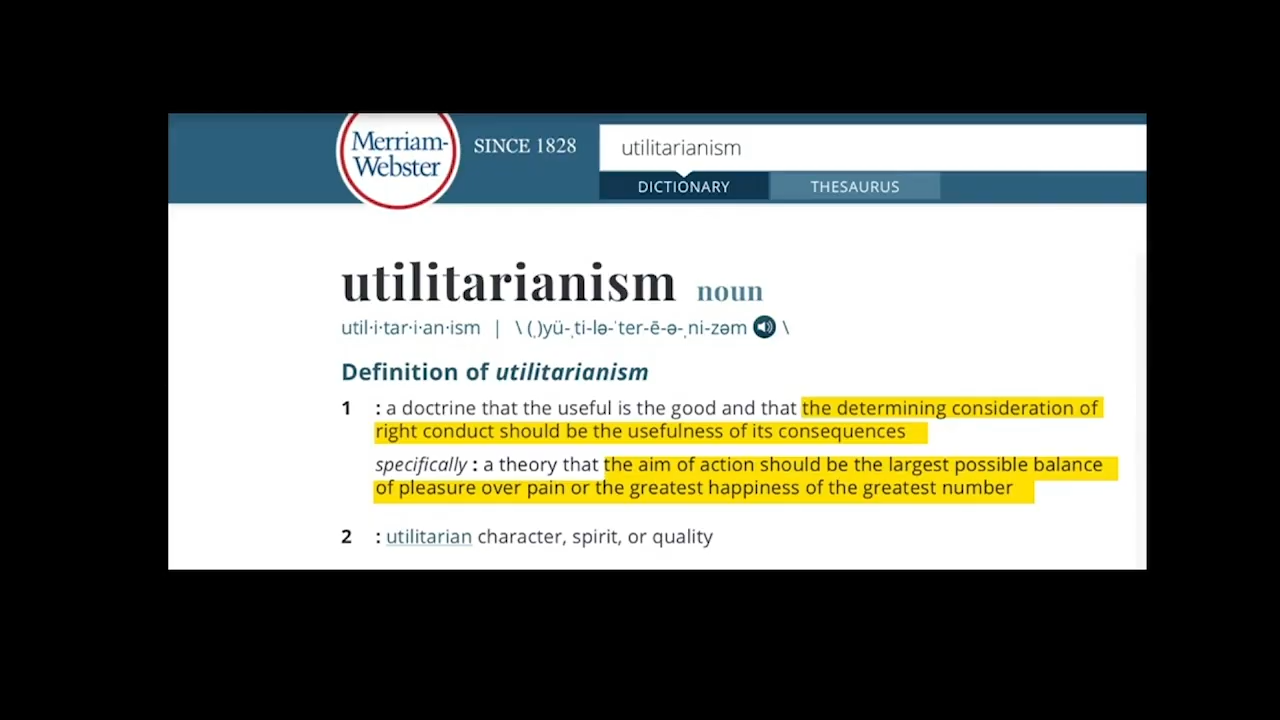 Merriam-
Webster
SINCE 1828
utilitarianism
DICTIONARY
THESAURUS
utilitarianism noun
util·i·tar·i·an·ism | \ (ˌ)yü-ˌti-lə-ˈter-ē-ə-ˌni-zəm \
Definition of utilitarianism
1 : a doctrine that the useful is the good and that the determining consideration of
right conduct should be the usefulness of its consequences
specifically : a theory that the aim of action should be the largest possible balance
of pleasure over pain or the greatest happiness of the greatest number
2 : utilitarian character, spirit, or quality